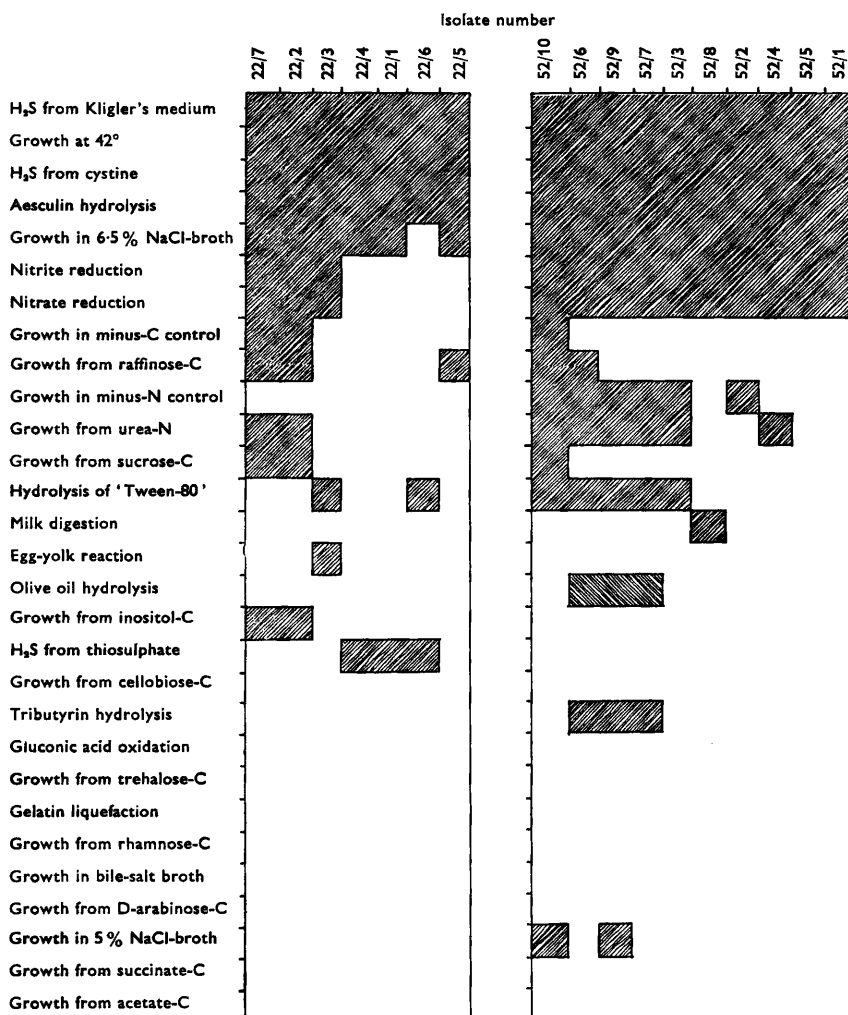 Isolate number
22/7 22/2 22/3 22/4 22/1 22/6 22/5 52/10 52/6 52/9 52/7 52/3 52/8 52/2 52/4 52/5 52/1
H₂S from Kligler's medium
Growth at 42°
H₂S from cystine
Aesculin hydrolysis
Growth in 6·5% NaCl-broth
Nitrite reduction
Nitrate reduction
Growth in minus-C control
Growth from raffinose-C
Growth in minus-N control
Growth from urea-N
Growth from sucrose-C
Hydrolysis of 'Tween-80'
Milk digestion
Egg-yolk reaction
Olive oil hydrolysis
Growth from inositol-C
H₂S from thiosulphate
Growth from cellobiose-C
Tributyrin hydrolysis
Gluconic acid oxidation
Growth from trehalose-C
Gelatin liquefaction
Growth from rhamnose-C
Growth in bile-salt broth
Growth from D-arabinose-C
Growth in 5% NaCl-broth
Growth from succinate-C
Growth from acetate-C